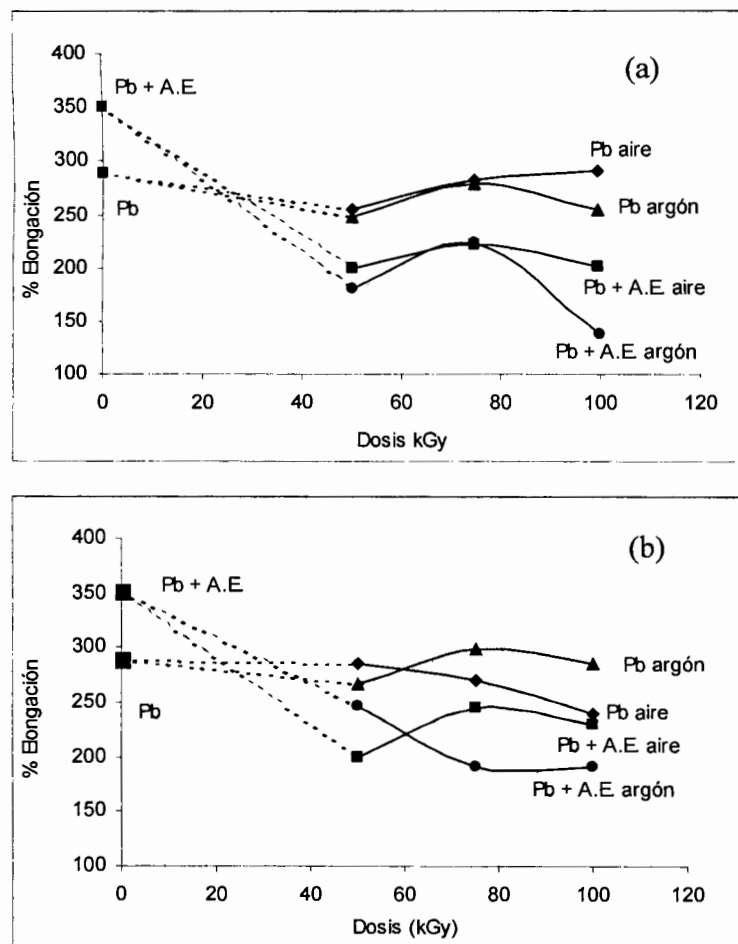 (a)
400
350
300
250
200
150
100
% Elongación
Pb + A.E.
Pb
Pb aire
Pb argón
Pb + A.E. aire
Pb + A.E. argón
0 20 40 60 80 100 120
Dosis kGy
(b)
400
350
300
250
200
150
100
% Elongación
Pb + A.E.
Pb
Pb argón
Pb aire
Pb + A.E. aire
Pb + A.E. argón
0 20 40 60 80 100 120
Dosis (kGy)